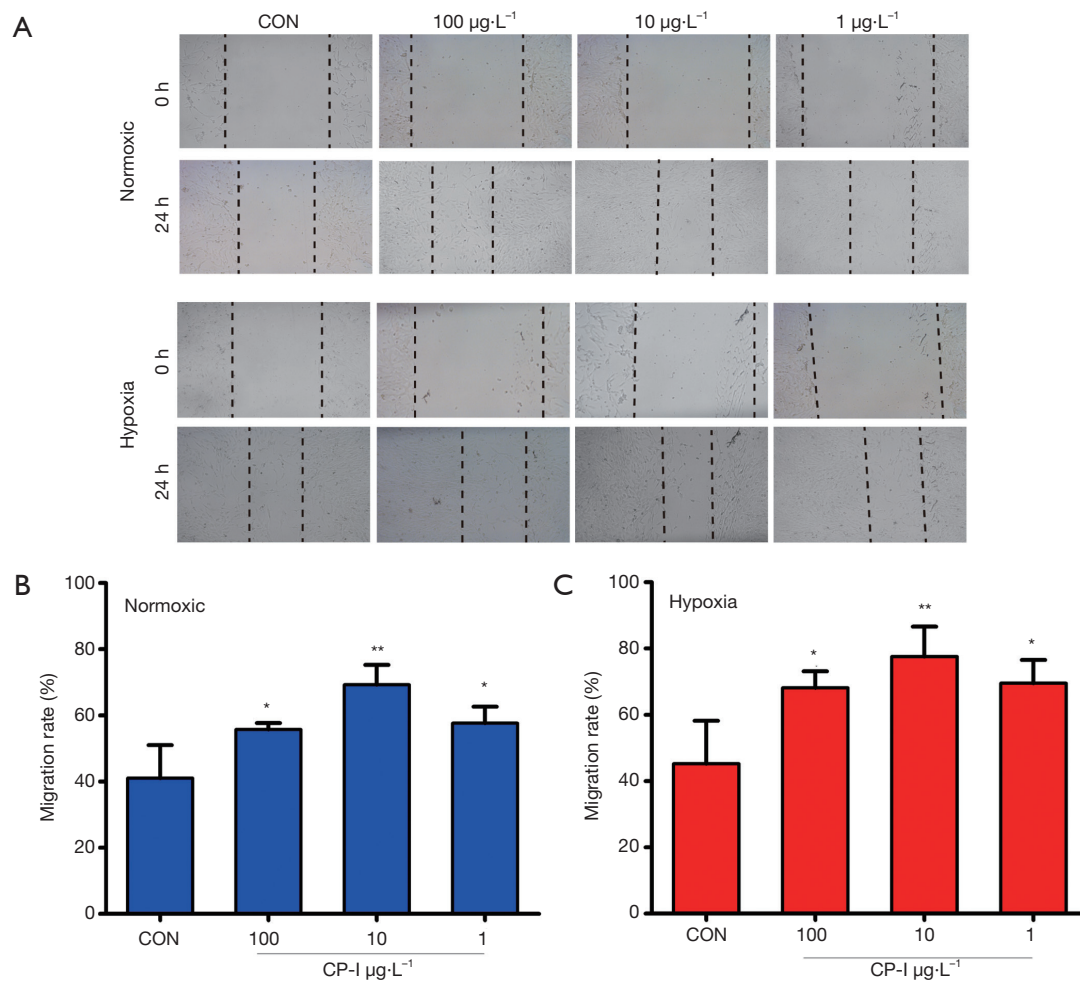 A
CON 100 µg·L⁻¹ 10 µg·L⁻¹ 1 µg·L⁻¹
Normoxic
0 h
24 h
Hypoxia
0 h
24 h
B
Normoxic
Migration rate (%)
100
80
60
40
20
0
* ** *
CON 100 10 1
CP-I µg·L⁻¹
C
Hypoxia
Migration rate (%)
100
80
60
40
20
0
* ** *
CON 100 10 1
CP-I µg·L⁻¹